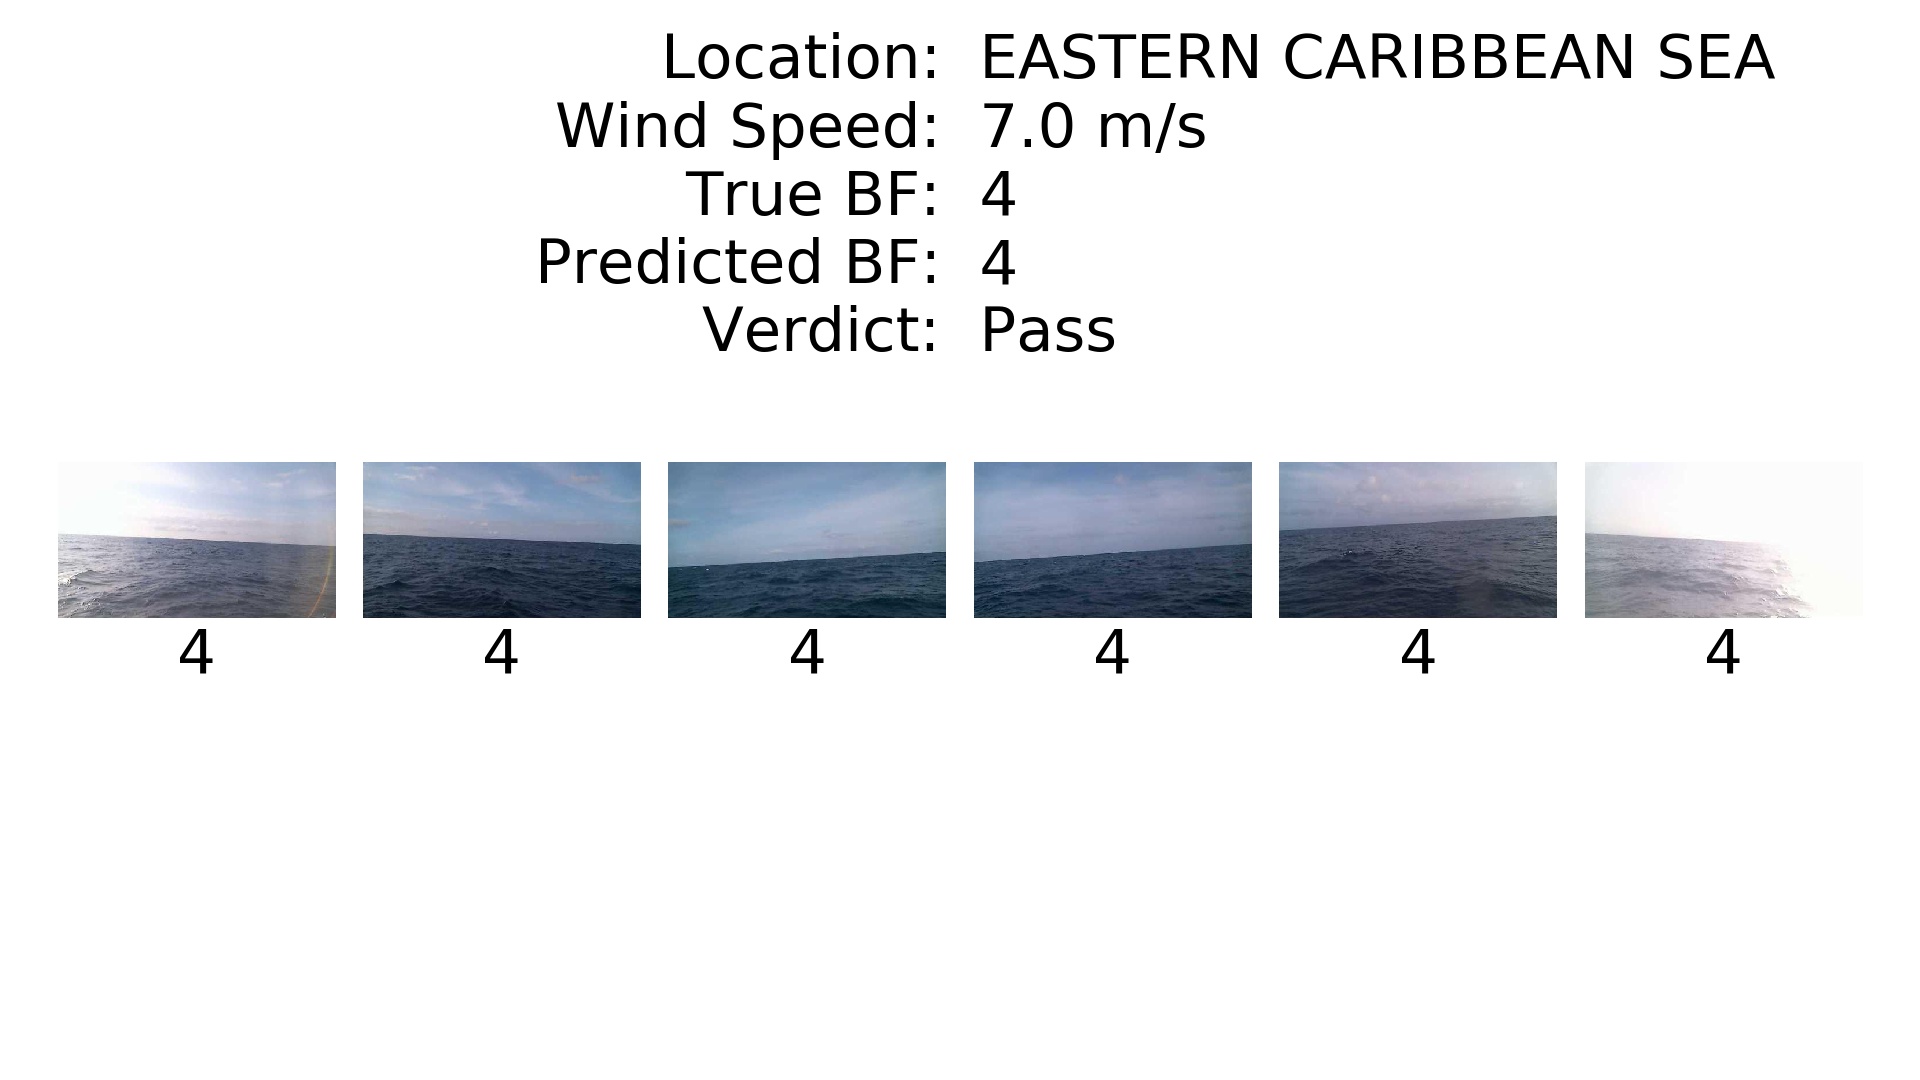 Location: EASTERN CARIBBEAN SEA
Wind Speed: 7.0 m/s
True BF: 4
Predicted BF: 4
Verdict: Pass
4 4 4 4 4 4